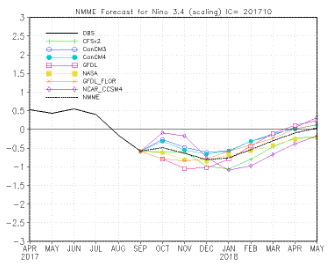 NMME Forecast for Nino 3.4 (scaling) IC= 201710
3
2.5
2
1.5
1
0.5
0
-0.5
-1
-1.5
-2
-2.5
-3
OBS
CFSv2
CanCM3
CanCM4
GFDL
NASA
GFDL_FLOR
NCAR_CCSM4
NMME
APR MAY JUN JUL AUG SEP OCT NOV DEC JAN FEB MAR APR MAY
2017 2018